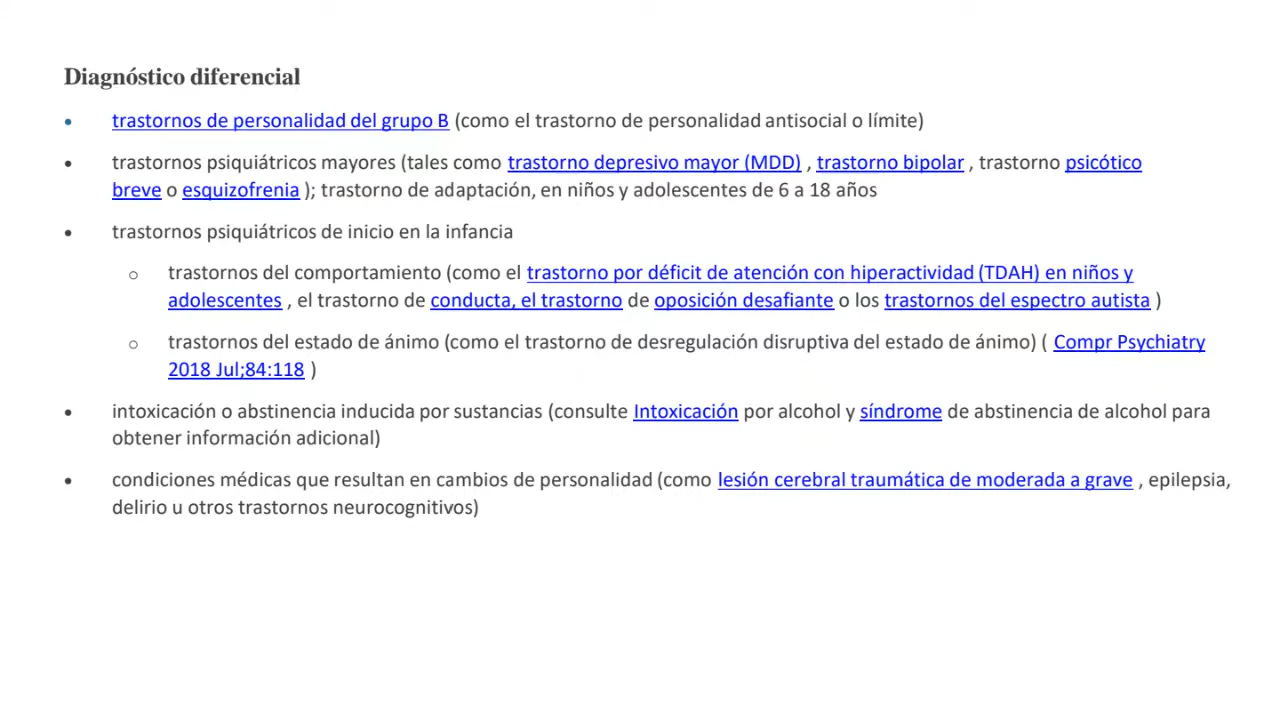 Diagnóstico diferencial
• trastornos de personalidad del grupo B (como el trastorno de personalidad antisocial o límite)
• trastornos psiquiátricos mayores (tales como trastorno depresivo mayor (MDD) , trastorno bipolar , trastorno psicótico
breve o esquizofrenia ); trastorno de adaptación, en niños y adolescentes de 6 a 18 años
• trastornos psiquiátricos de inicio en la infancia
o trastornos del comportamiento (como el trastorno por déficit de atención con hiperactividad (TDAH) en niños y
adolescentes , el trastorno de conducta, el trastorno de oposición desafiante o los trastornos del espectro autista )
o trastornos del estado de ánimo (como el trastorno de desregulación disruptiva del estado de ánimo) ( Compr Psychiatry
2018 Jul;84:118 )
• intoxicación o abstinencia inducida por sustancias (consulte Intoxicación por alcohol y síndrome de abstinencia de alcohol para
obtener información adicional)
• condiciones médicas que resultan en cambios de personalidad (como lesión cerebral traumática de moderada a grave , epilepsia,
delirio u otros trastornos neurocognitivos)